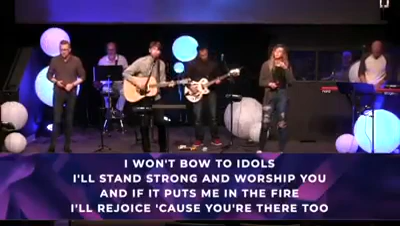 I WON'T BOW TO IDOLS
I'LL STAND STRONG AND WORSHIP YOU
AND IF IT PUTS ME IN THE FIRE
I'LL REJOICE 'CAUSE YOU'RE THERE TOO